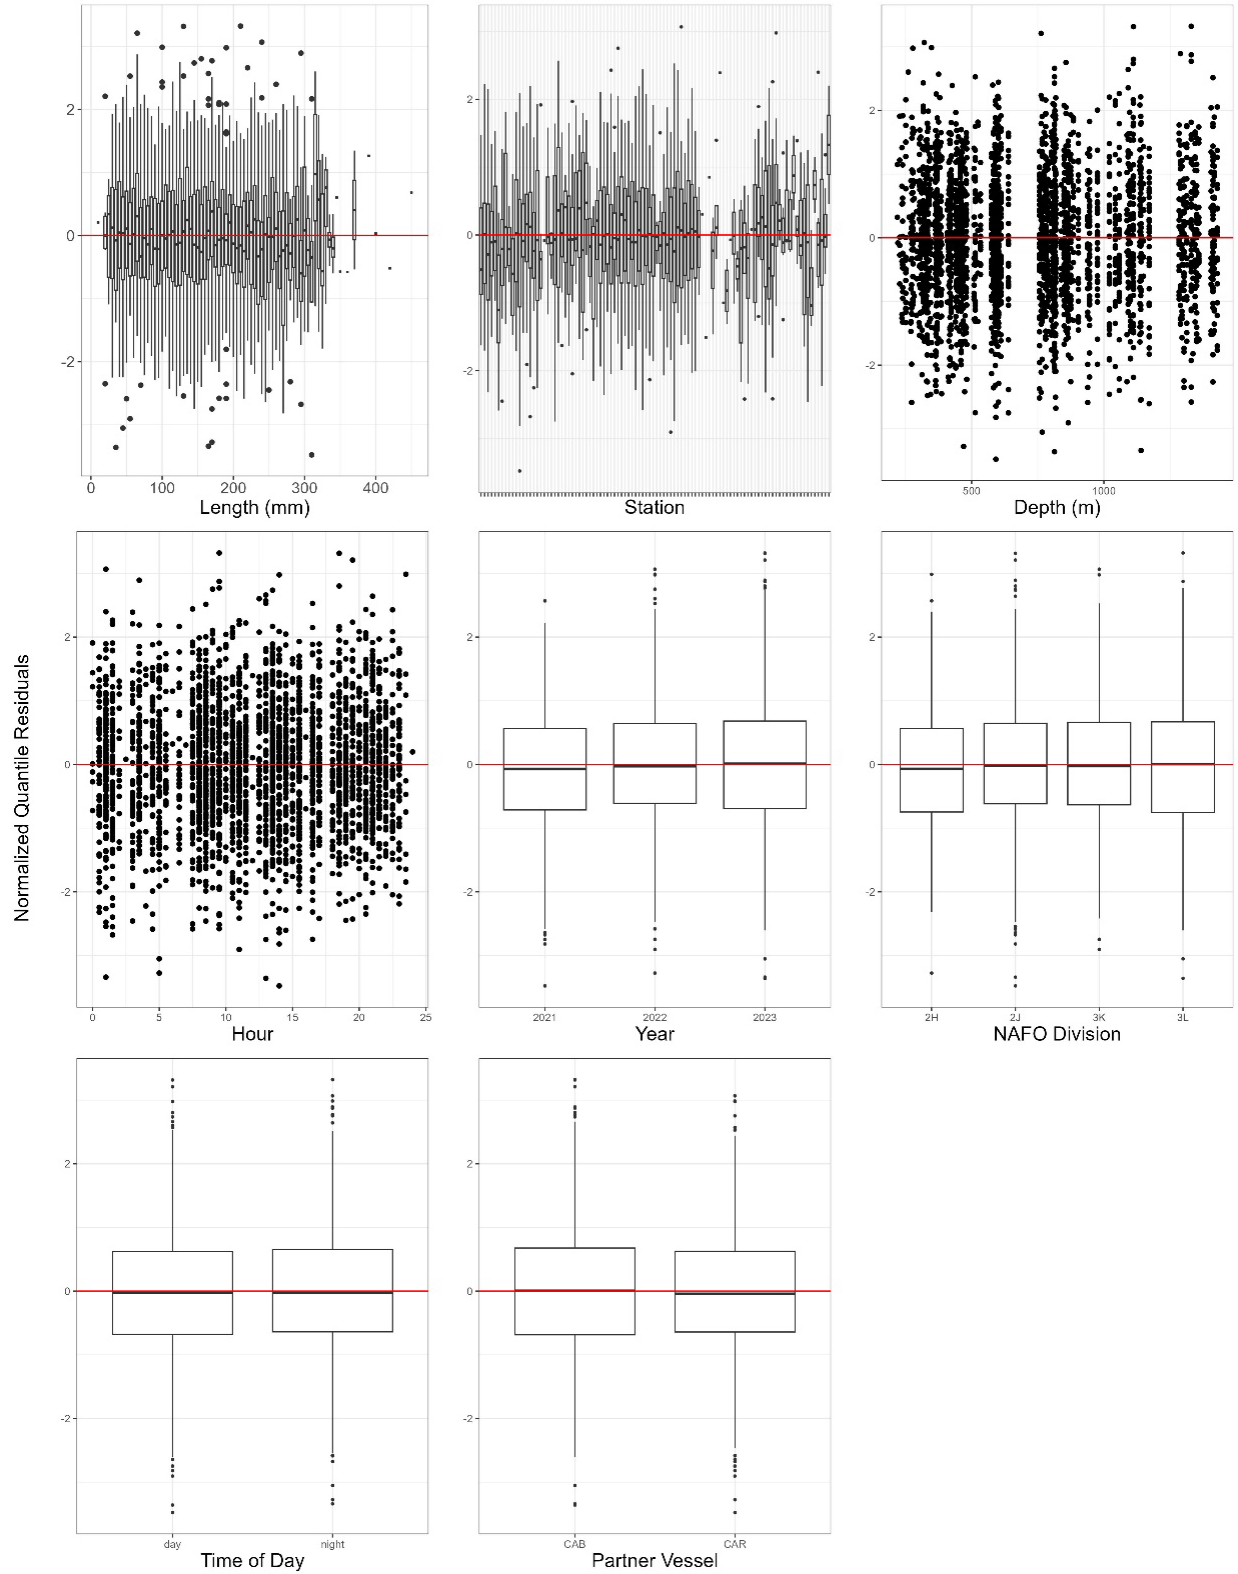 2
0
-2
0 100 200 300 400
Length (mm)
2
0
-2
Station
2
0
-2
500 1000
Depth (m)
Normalized Quantile Residuals
2
0
-2
0 5 10 15 20 25
Hour
2
0
-2
2021 2022 2023
Year
2
0
-2
2H 2J 3K 3L
NAFO Division
2
0
-2
day night
Time of Day
2
0
-2
CAB CAR
Partner Vessel